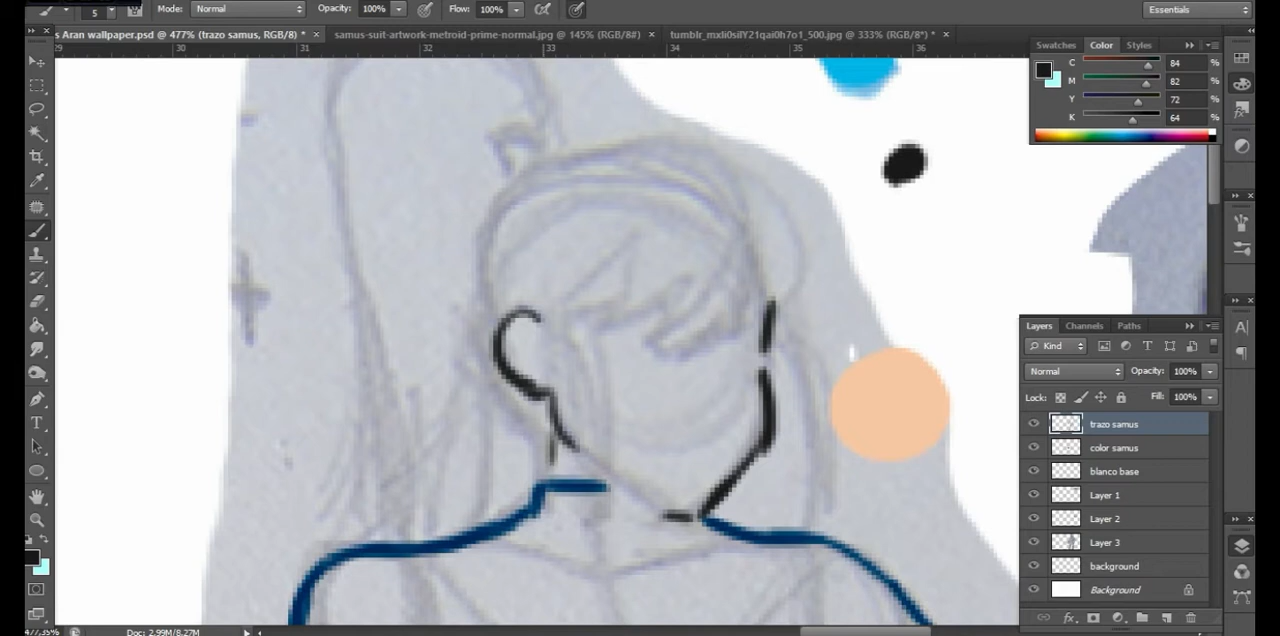 5 Mode: Normal Opacity: 100% Flow: 100% Essentials
s Aran wallpaper.psd @ 477% (trazo samus, RGB/8) * × samus-suit-artwork-metroid-prime-normal.jpg @ 145% (RGB/8#) × tumblr_mxli0silY21qai0h7o1_500.jpg @ 333% (RGB/8*) * ×
29 30 31 32 33 34 35 36
Swatches Color Styles
C 84 %
M 82 %
Y 72 %
K 64 %
Layers Channels Paths
Kind
Normal Opacity: 100%
Lock: Fill: 100%
trazo samus
color samus
blanco base
Layer 1
Layer 2
Layer 3
background
Background
477,35% Doc: 2,99M/8,27M